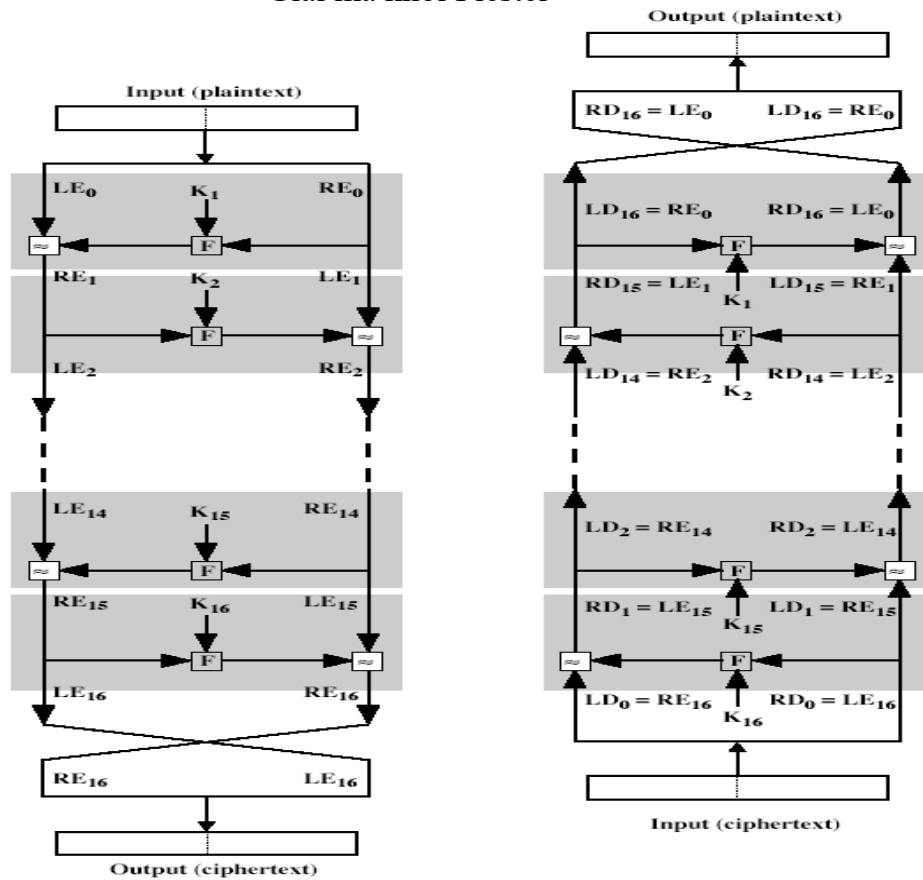 Input (plaintext)
LE0 K1 RE0
≈ F
RE1 K2 LE1
F ≈
LE2 RE2
LE14 K15 RE14
≈ F
RE15 K16 LE15
F ≈
LE16 RE16
RE16 LE16
Output (ciphertext)
Output (plaintext)
RD16 = LE0 LD16 = RE0
LD16 = RE0 RD16 = LE0
F ≈
RD15 = LE1 K1 LD15 = RE1
≈ F
LD14 = RE2 K2 RD14 = LE2
LD2 = RE14 RD2 = LE14
F ≈
RD1 = LE15 K15 LD1 = RE15
≈ F
LD0 = RE16 K16 RD0 = LE16
Input (ciphertext)